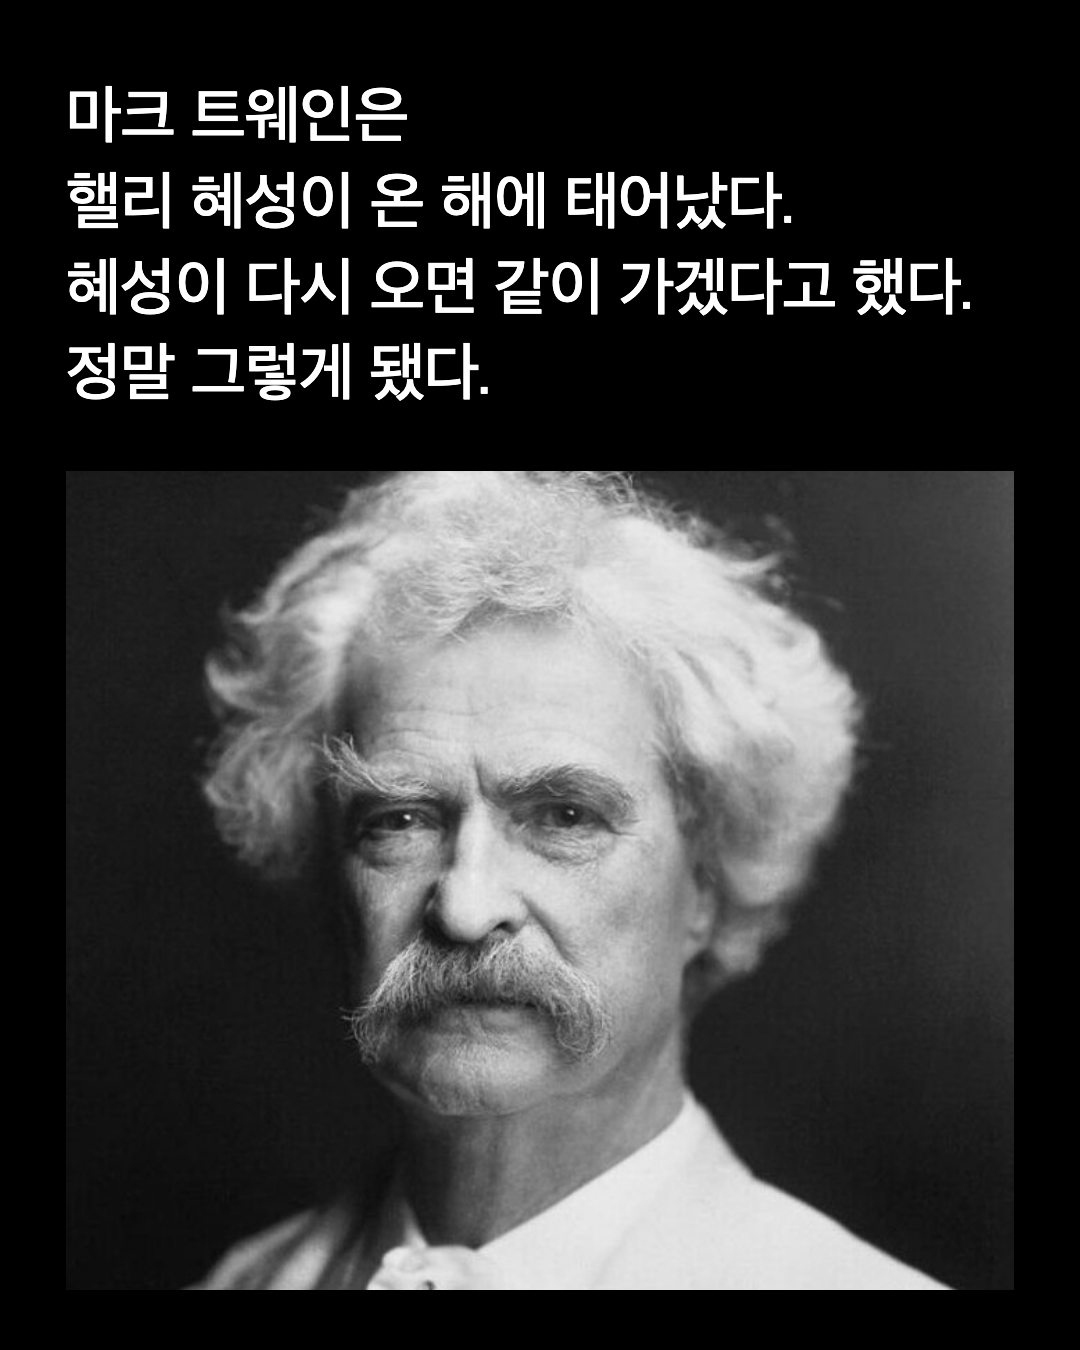 마크 트웨인은
핼리 혜성이 온 해에 태어났다.
혜성이 다시 오면 같이 가겠다고 했다.
정말 그렇게 됐다.